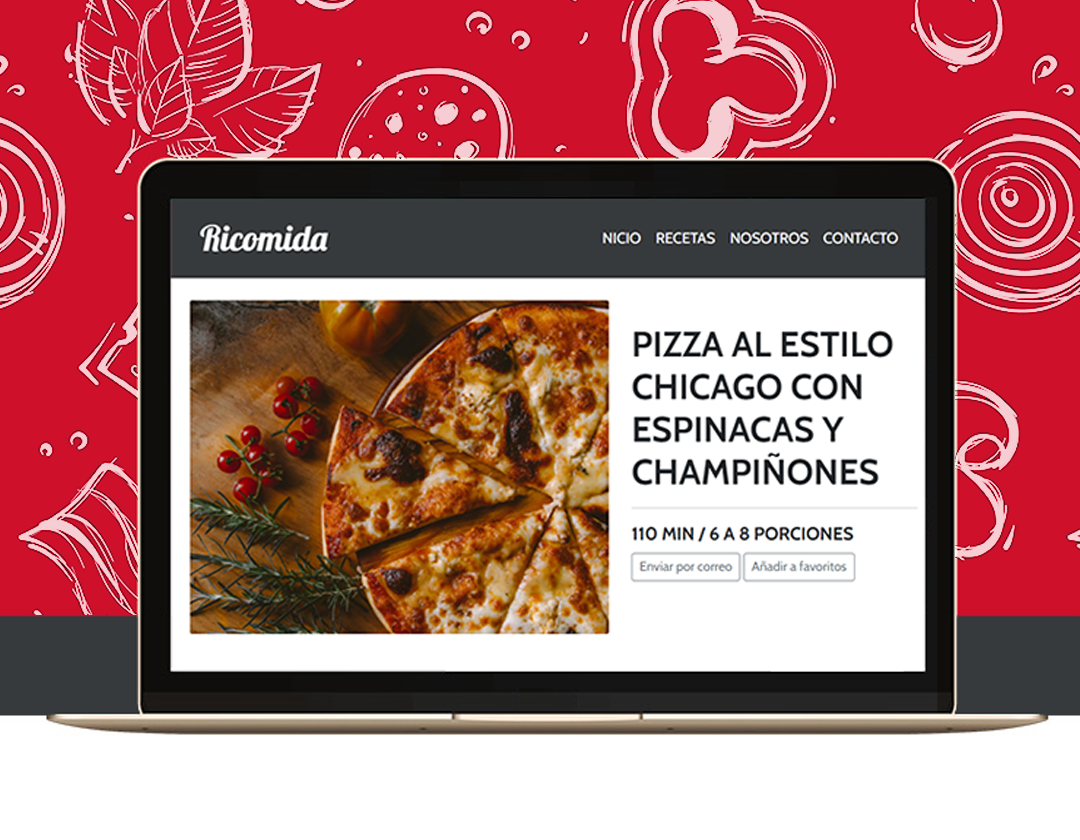 Ricomida
NICIO RECETAS NOSOTROS CONTACTO
PIZZA AL ESTILO
CHICAGO CON
ESPINACAS Y
CHAMPIÑONES
110 MIN / 6 A 8 PORCIONES
Enviar por correo Añadir a favoritos